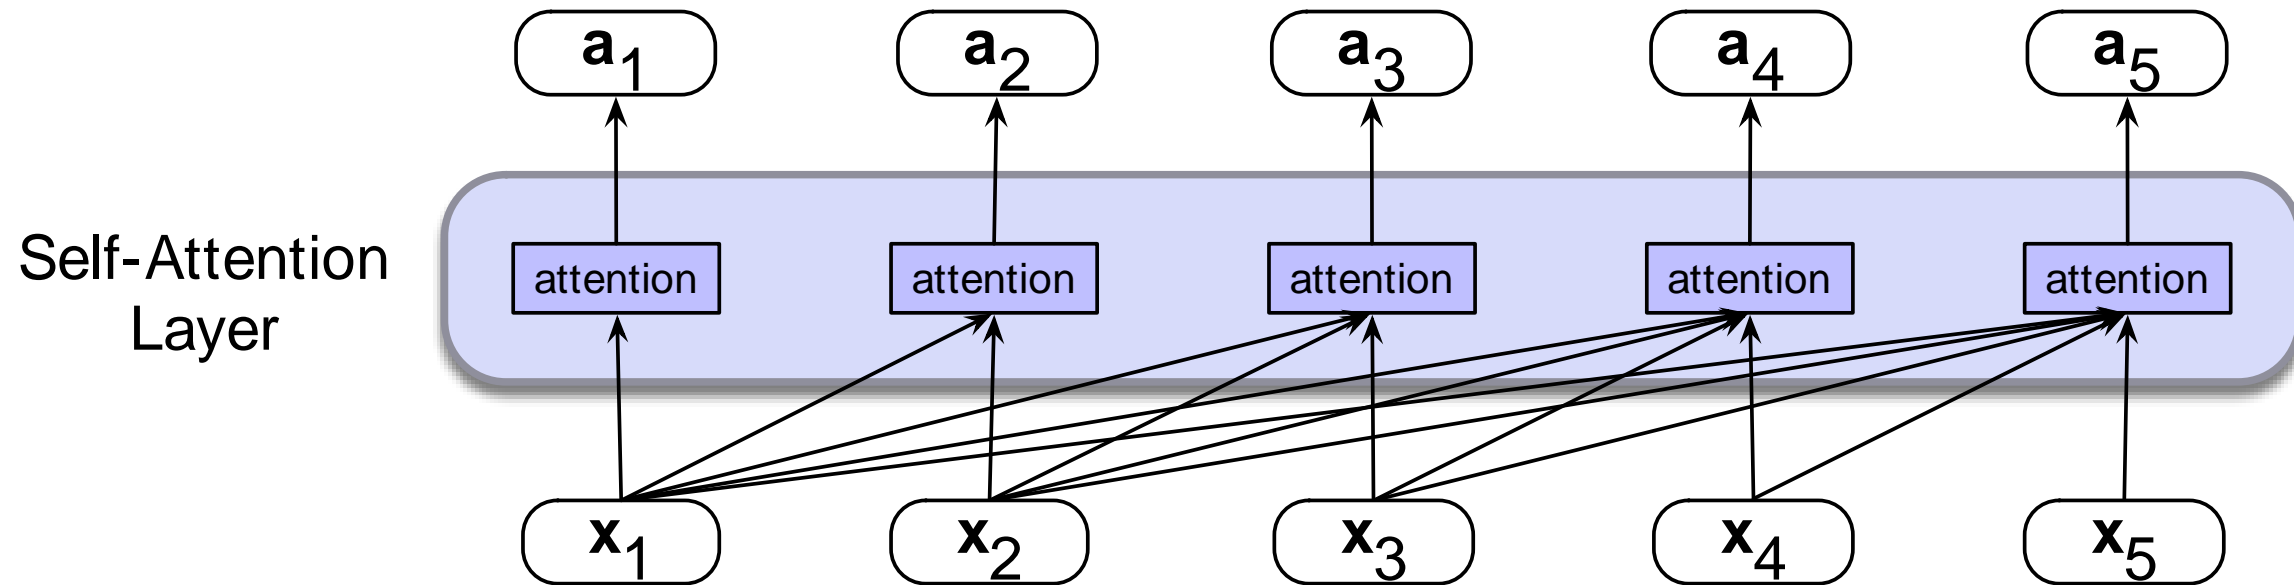 a1 a2 a3 a4 a5
Self-Attention
Layer
attention attention attention attention attention
x1 x2 x3 x4 x5